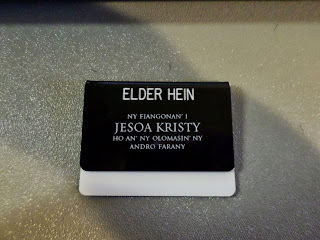 ELDER HEIN
NY FIANGONAN' I
JESOA KRISTY
HO AN' NY OLOMASIN' NY
ANDRO FARANY